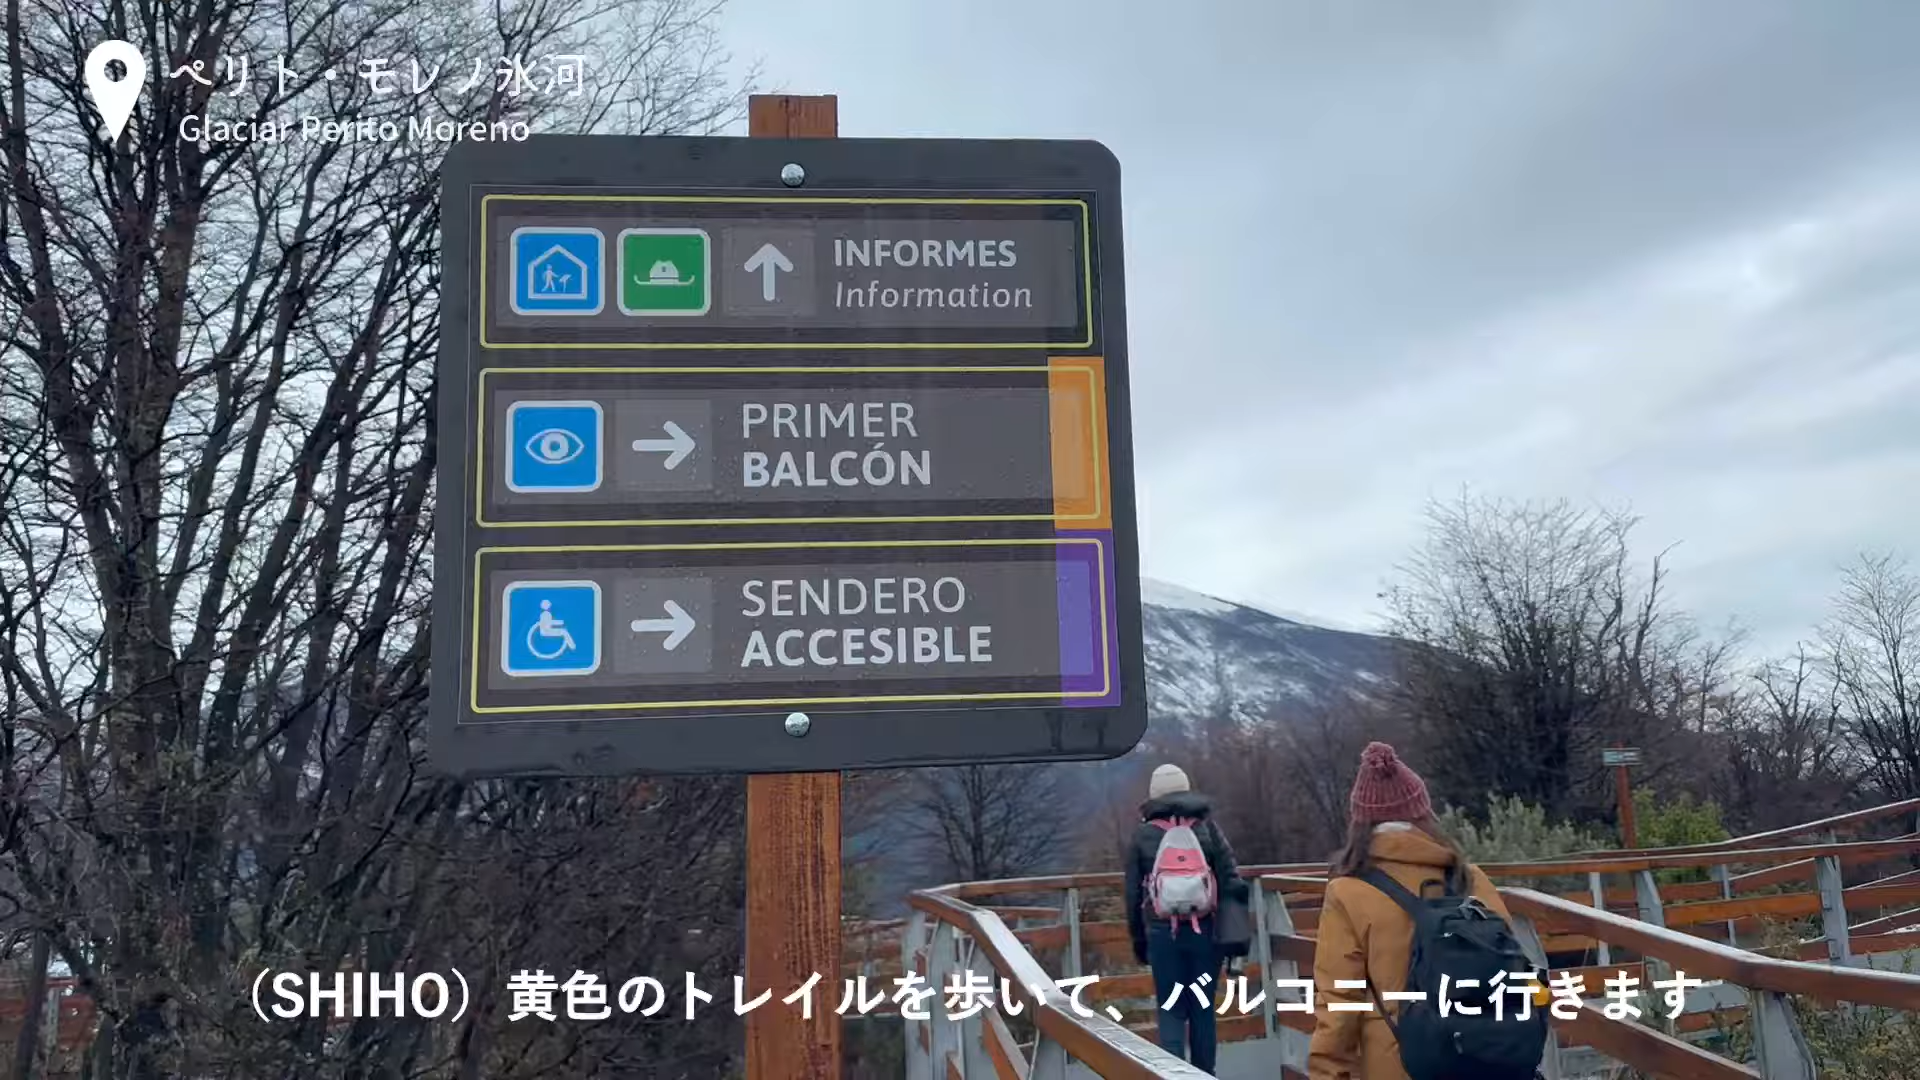 ペリト・モレノ氷河
Glaciar Perito Moreno
INFORMES
Information
PRIMER
BALCÓN
SENDERO
ACCESIBLE
（SHIHO）黄色のトレイルを歩いて、バルコニーに行きます